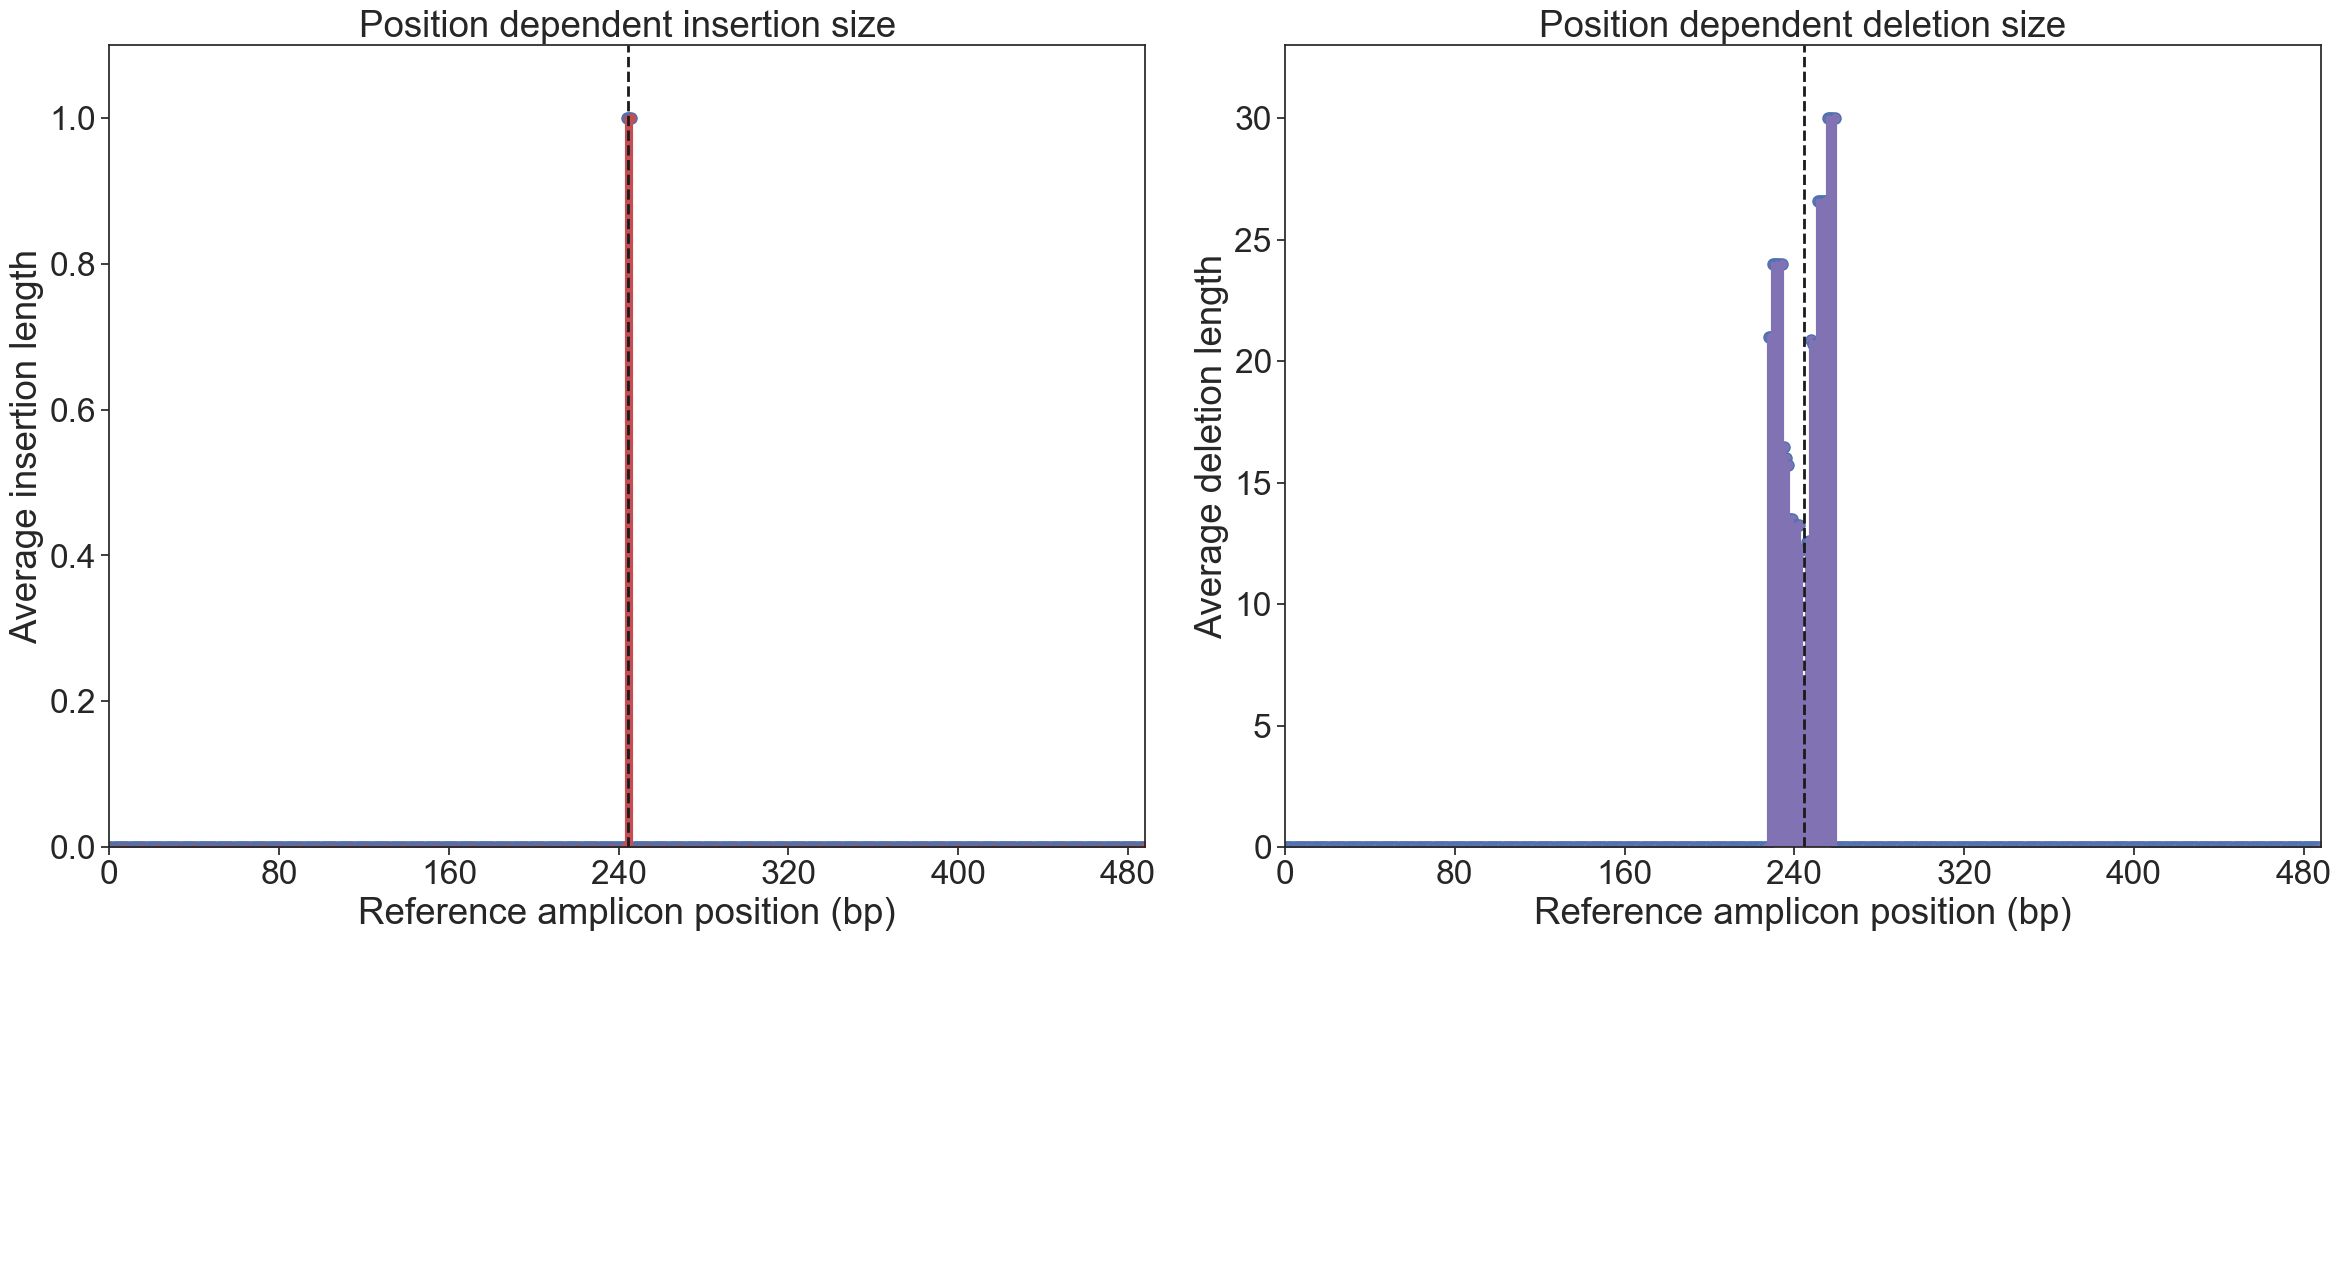 Position dependent insertion size
Average insertion length
1.0
0.8
0.6
0.4
0.2
0.0
0 80 160 240 320 400 480
Reference amplicon position (bp)
Position dependent deletion size
Average deletion length
30
25
20
15
10
5
0
0 80 160 240 320 400 480
Reference amplicon position (bp)